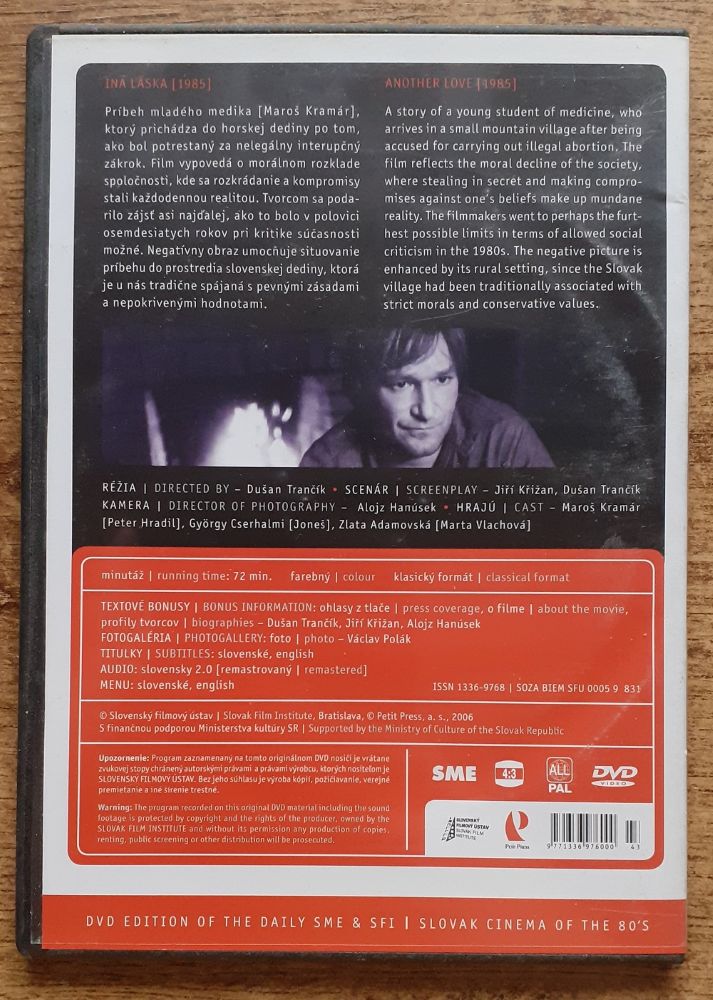 INÁ LÁSKA [1985]
Príbeh mladého medika [Maroš Kramár],
ktorý prichádza do horskej dediny po tom,
ako bol potrestaný za nelegálny interupčný
zákrok. Film vypovedá o morálnom rozklade
spoločnosti, kde sa rozkrádanie a kompromisy
stali každodennou realitou. Tvorcom sa poda-
rilo zájsť asi najďalej, ako to bolo v polovici
osemdesiatych rokov pri kritike súčasnosti
možné. Negatívny obraz umocňuje situovanie
príbehu do prostredia slovenskej dediny, ktorá
je u nás tradične spájaná s pevnými zásadami
a nepokrivenými hodnotami.
ANOTHER LOVE [1985]
A story of a young student of medicine, who
arrives in a small mountain village after being
accused for carrying out illegal abortion. The
film reflects the moral decline of the society,
where stealing in secret and making compro-
mises against one's beliefs make up mundane
reality. The filmmakers went to perhaps the furt-
hest possible limits in terms of allowed social
criticism in the 1980s. The negative picture is
enhanced by its rural setting, since the Slovak
village had been traditionally associated with
strict morals and conservative values.
RÉŽIA | DIRECTED BY – Dušan Trančík • SCENÁR | SCREENPLAY – Jiří Křižan, Dušan Trančík
KAMERA | DIRECTOR OF PHOTOGRAPHY – Alojz Hanúsek • HRAJÚ | CAST – Maroš Kramár
[Peter Hradil], György Cserhalmi [Joneš], Zlata Adamovská [Marta Vlachová]
minutáž | running time: 72 min. farebný | colour klasický formát | classical format
TEXTOVÉ BONUSY | BONUS INFORMATION: ohlasy z tlače | press coverage, o filme | about the movie,
profily tvorcov | biographies – Dušan Trančík, Jiří Křižan, Alojz Hanúsek
FOTOGALÉRIA | PHOTOGALLERY: foto | photo – Václav Polák
TITULKY | SUBTITLES: slovenské, english
AUDIO: slovensky 2.0 [remastrovaný | remastered]
MENU: slovenské, english
ISSN 1336-9768 | SOZA BIEM SFU 0005 9 831
© Slovenský filmový ústav | Slovak Film Institute, Bratislava, © Petit Press, a. s., 2006
S finančnou podporou Ministerstva kultúry SR | Supported by the Ministry of Culture of the Slovak Republic
Upozornenie: Program zaznamenaný na tomto originálnom DVD nosiči je vrátane
zvukovej stopy chránený autorskými právami a právami výrobcu, ktorých nositeľom je
SLOVENSKÝ FILMOVÝ ÚSTAV. Bez jeho súhlasu je výroba kópií, požičiavanie, verejné
premietanie a iné šírenie trestné.
Warning: The program recorded on this original DVD material including the sound
footage is protected by copyright and the rights of the producer, owned by the
SLOVAK FILM INSTITUTE and without its permission any production of copies,
renting, public screening or other distribution will be prosecuted.
SME
4:3
ALL
PAL
DVD
VIDEO
SLOVENSKÝ
FILMOVÝ ÚSTAV
SLOVAK FILM
INSTITUTE
Petit Press
9 771336 976000
43
DVD EDITION OF THE DAILY SME & SFI | SLOVAK CINEMA OF THE 80'S